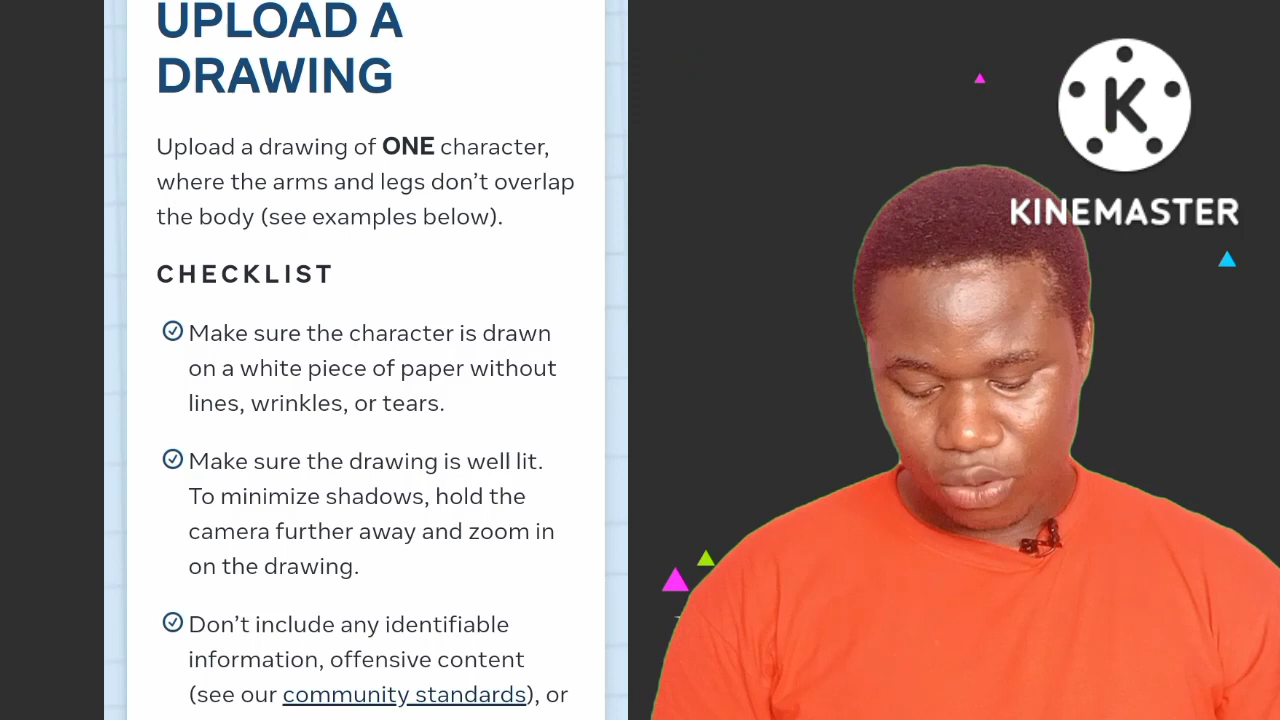 UPLOAD A
DRAWING
Upload a drawing of ONE character,
where the arms and legs don’t overlap
the body (see examples below).
CHECKLIST
Make sure the character is drawn
on a white piece of paper without
lines, wrinkles, or tears.
Make sure the drawing is well lit.
To minimize shadows, hold the
camera further away and zoom in
on the drawing.
Don’t include any identifiable
information, offensive content
(see our community standards), or
K
KINEMASTER